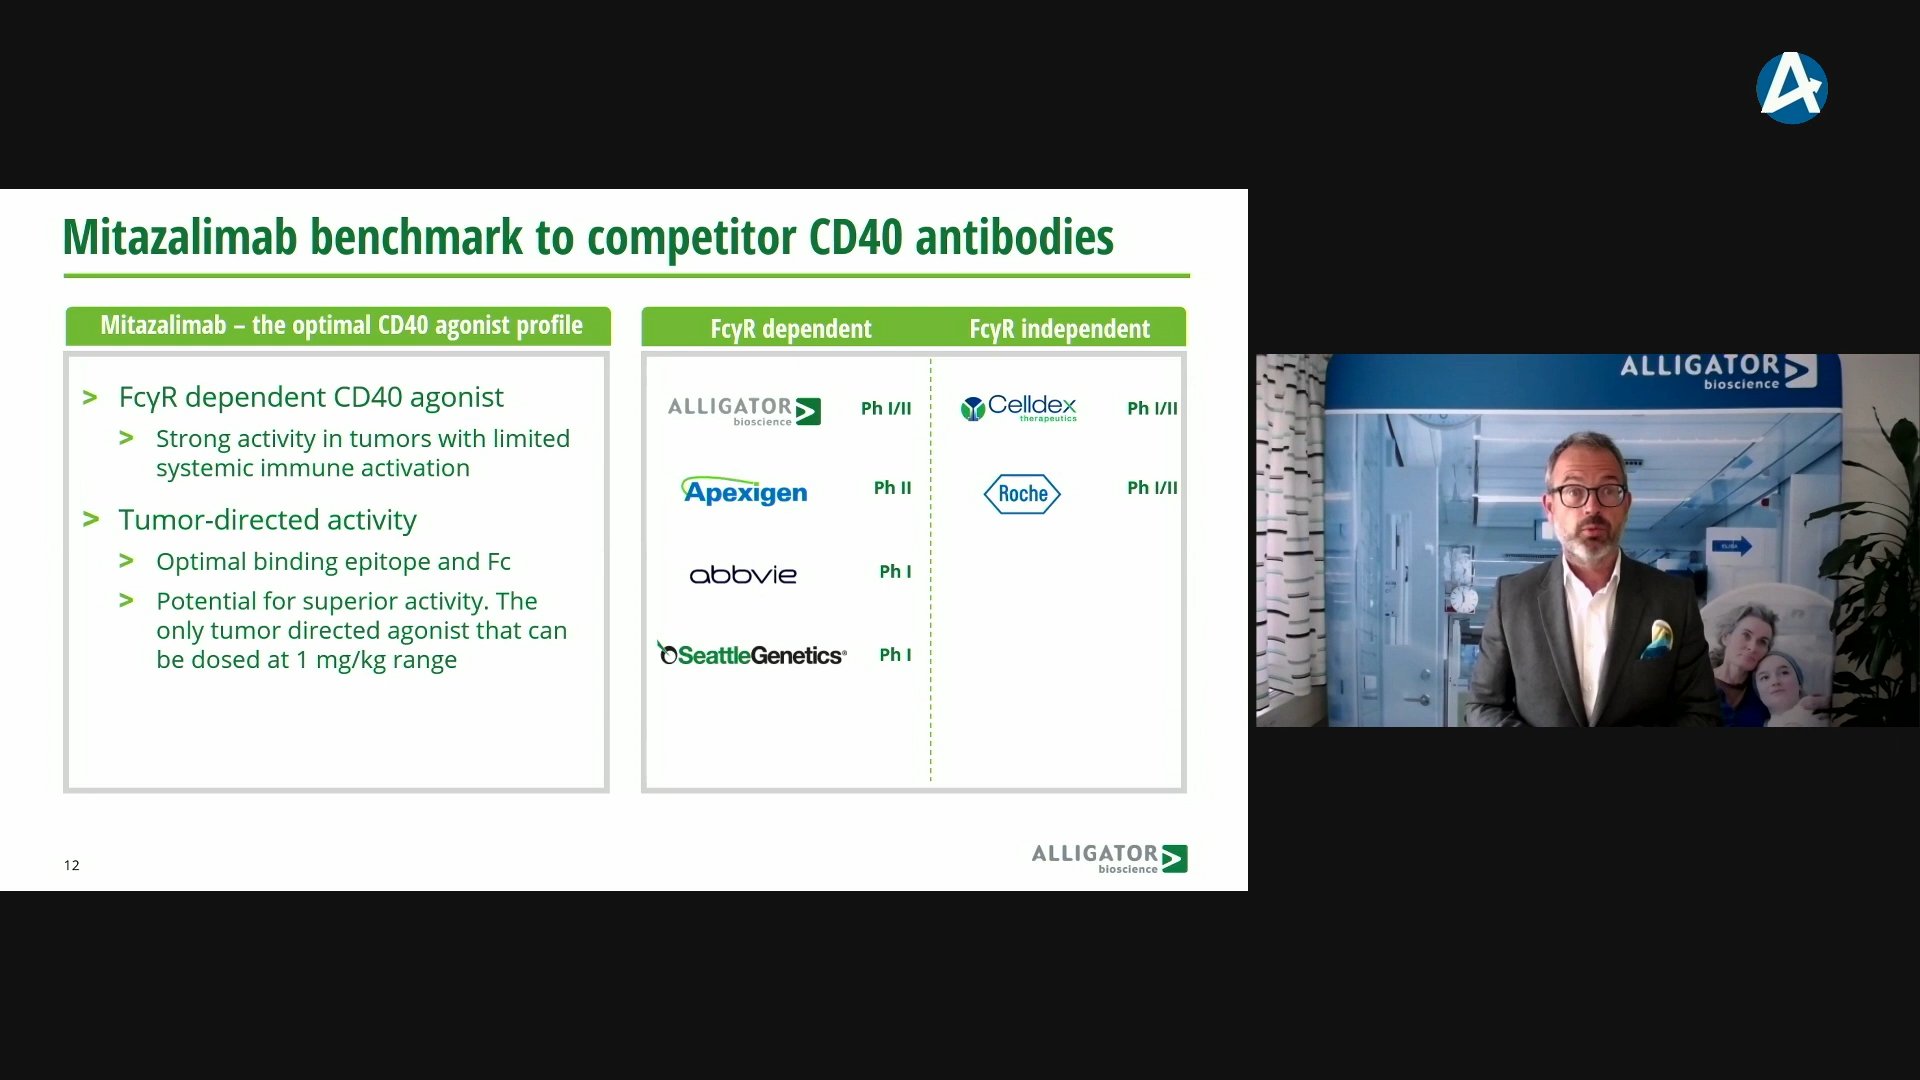 Mitazalimab benchmark to competitor CD40 antibodies
Mitazalimab – the optimal CD40 agonist profile
> FcγR dependent CD40 agonist
> Strong activity in tumors with limited
systemic immune activation
> Tumor-directed activity
> Optimal binding epitope and Fc
> Potential for superior activity. The
only tumor directed agonist that can
be dosed at 1 mg/kg range
FcγR dependent FcγR independent
ALLIGATOR
bioscience
Ph I/II
Celldex
therapeutics
Ph I/II
Apexigen Ph II
Roche Ph I/II
abbvie Ph I
SeattleGenetics® Ph I
12
ALLIGATOR
bioscience
ALLIGATOR
bioscience